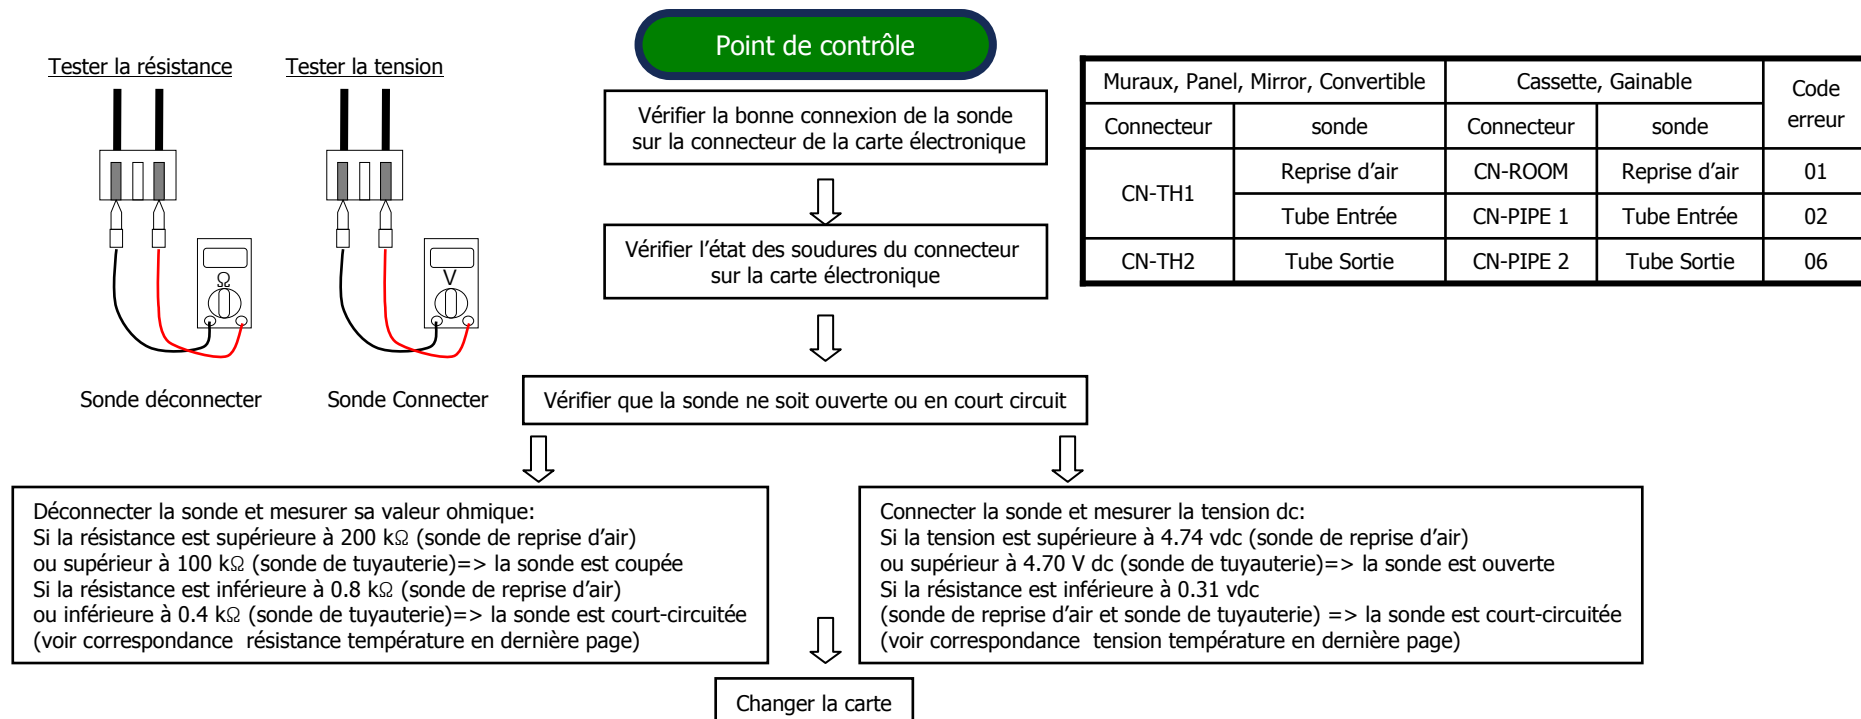 Point de contrôle
Tester la résistance
Tester la tension
Ω
V
Sonde déconnecter
Sonde Connecter
Vérifier la bonne connexion de la sonde
sur la connecteur de la carte électronique
Vérifier l’état des soudures du connecteur
sur la carte électronique
Vérifier que la sonde ne soit ouverte ou en court circuit
Muraux, Panel, Mirror, Convertible Cassette, Gainable Code erreur
Connecteur sonde Connecteur sonde
CN-TH1 Reprise d’air CN-ROOM Reprise d’air 01
Tube Entrée CN-PIPE 1 Tube Entrée 02
CN-TH2 Tube Sortie CN-PIPE 2 Tube Sortie 06
Déconnecter la sonde et mesurer sa valeur ohmique:
Si la résistance est supérieure à 200 kΩ (sonde de reprise d’air)
ou supérieur à 100 kΩ (sonde de tuyauterie)=> la sonde est coupée
Si la résistance est inférieure à 0.8 kΩ (sonde de reprise d’air)
ou inférieure à 0.4 kΩ (sonde de tuyauterie)=> la sonde est court-circuitée
(voir correspondance résistance température en dernière page)
Connecter la sonde et mesurer la tension dc:
Si la tension est supérieure à 4.74 vdc (sonde de reprise d’air)
ou supérieur à 4.70 V dc (sonde de tuyauterie)=> la sonde est ouverte
Si la résistance est inférieure à 0.31 vdc
(sonde de reprise d’air et sonde de tuyauterie) => la sonde est court-circuitée
(voir correspondance tension température en dernière page)
Changer la carte